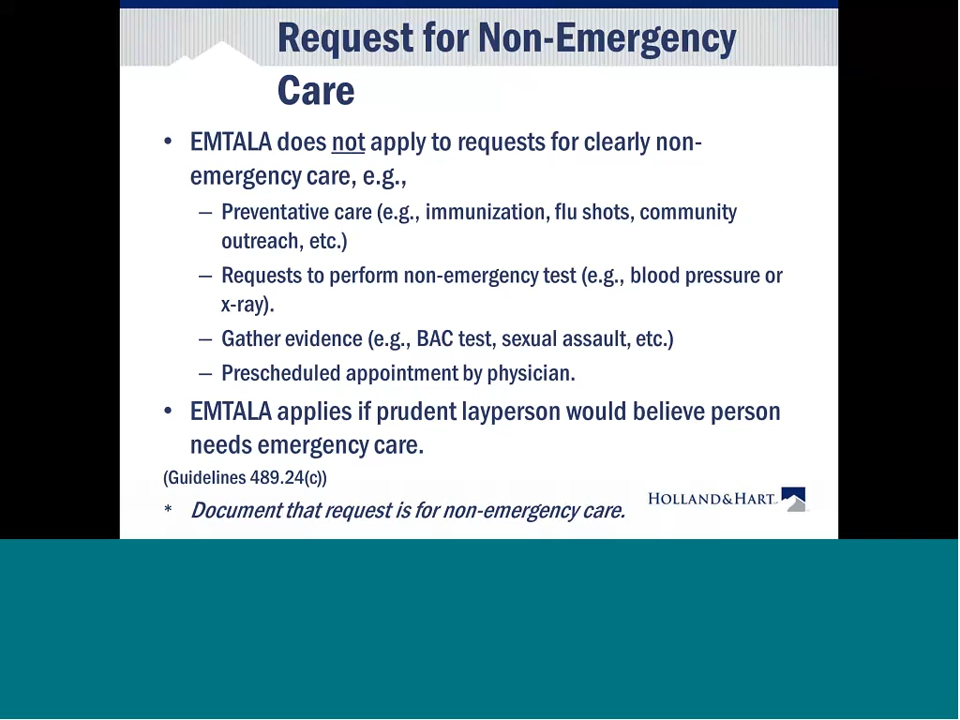 Request for Non-Emergency
Care
• EMTALA does not apply to requests for clearly non-
emergency care, e.g.,
– Preventative care (e.g., immunization, flu shots, community
outreach, etc.)
– Requests to perform non-emergency test (e.g., blood pressure or
x-ray).
– Gather evidence (e.g., BAC test, sexual assault, etc.)
– Prescheduled appointment by physician.
• EMTALA applies if prudent layperson would believe person
needs emergency care.
(Guidelines 489.24(c))
* Document that request is for non-emergency care.
HOLLAND&HART